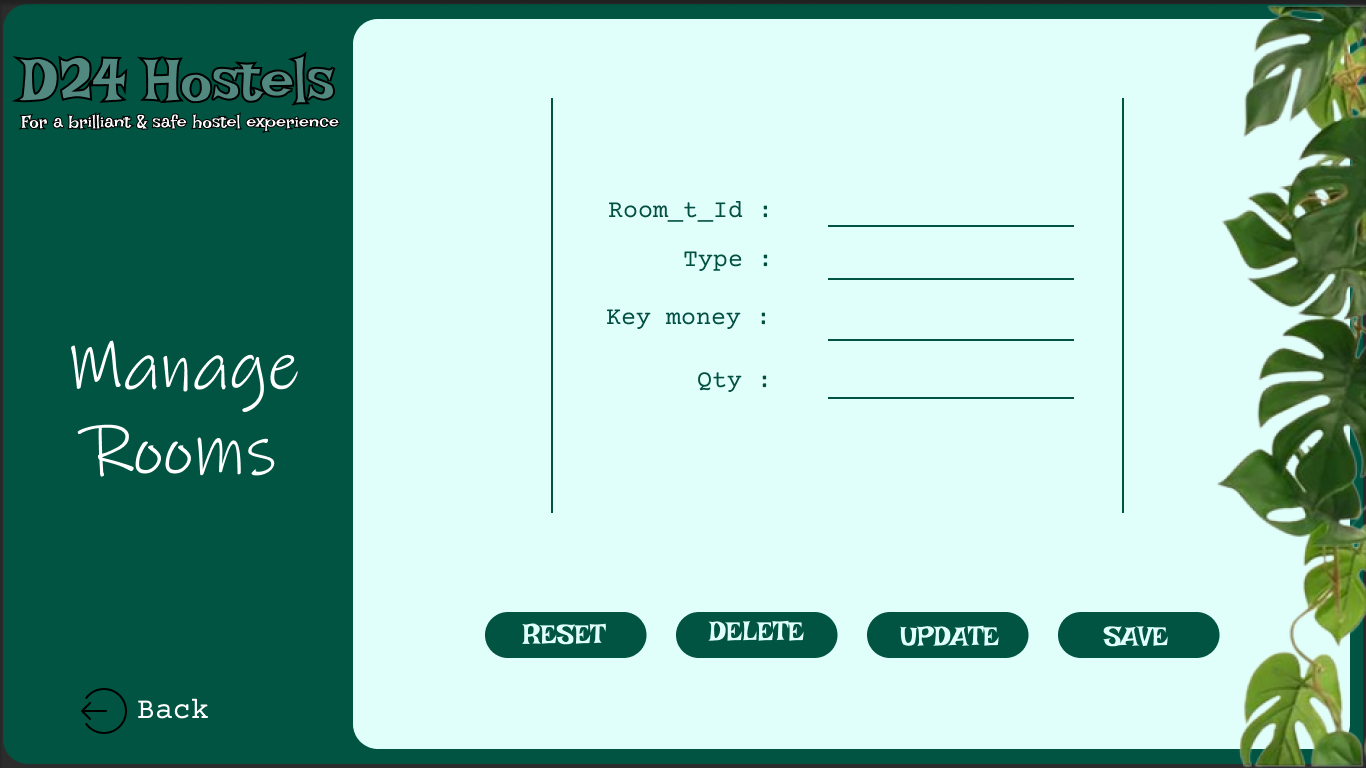 D24 Hostels
For a brilliant & safe hostel experience
Manage
Rooms
Back
Room_t_Id :
Type :
Key money :
Qty :
RESET
DELETE
UPDATE
SAVE